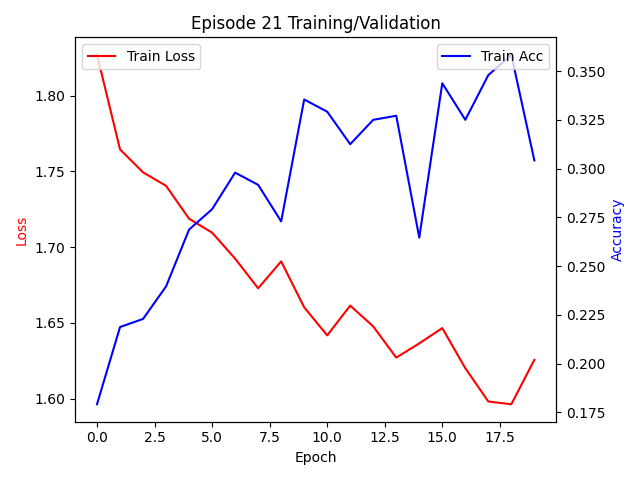 Episode 21 Training/Validation
Train Loss
Train Acc
1.80
1.75
1.70
1.65
1.60
Loss
0.350
0.325
0.300
0.275
0.250
0.225
0.200
0.175
Accuracy
0.0 2.5 5.0 7.5 10.0 12.5 15.0 17.5
Epoch